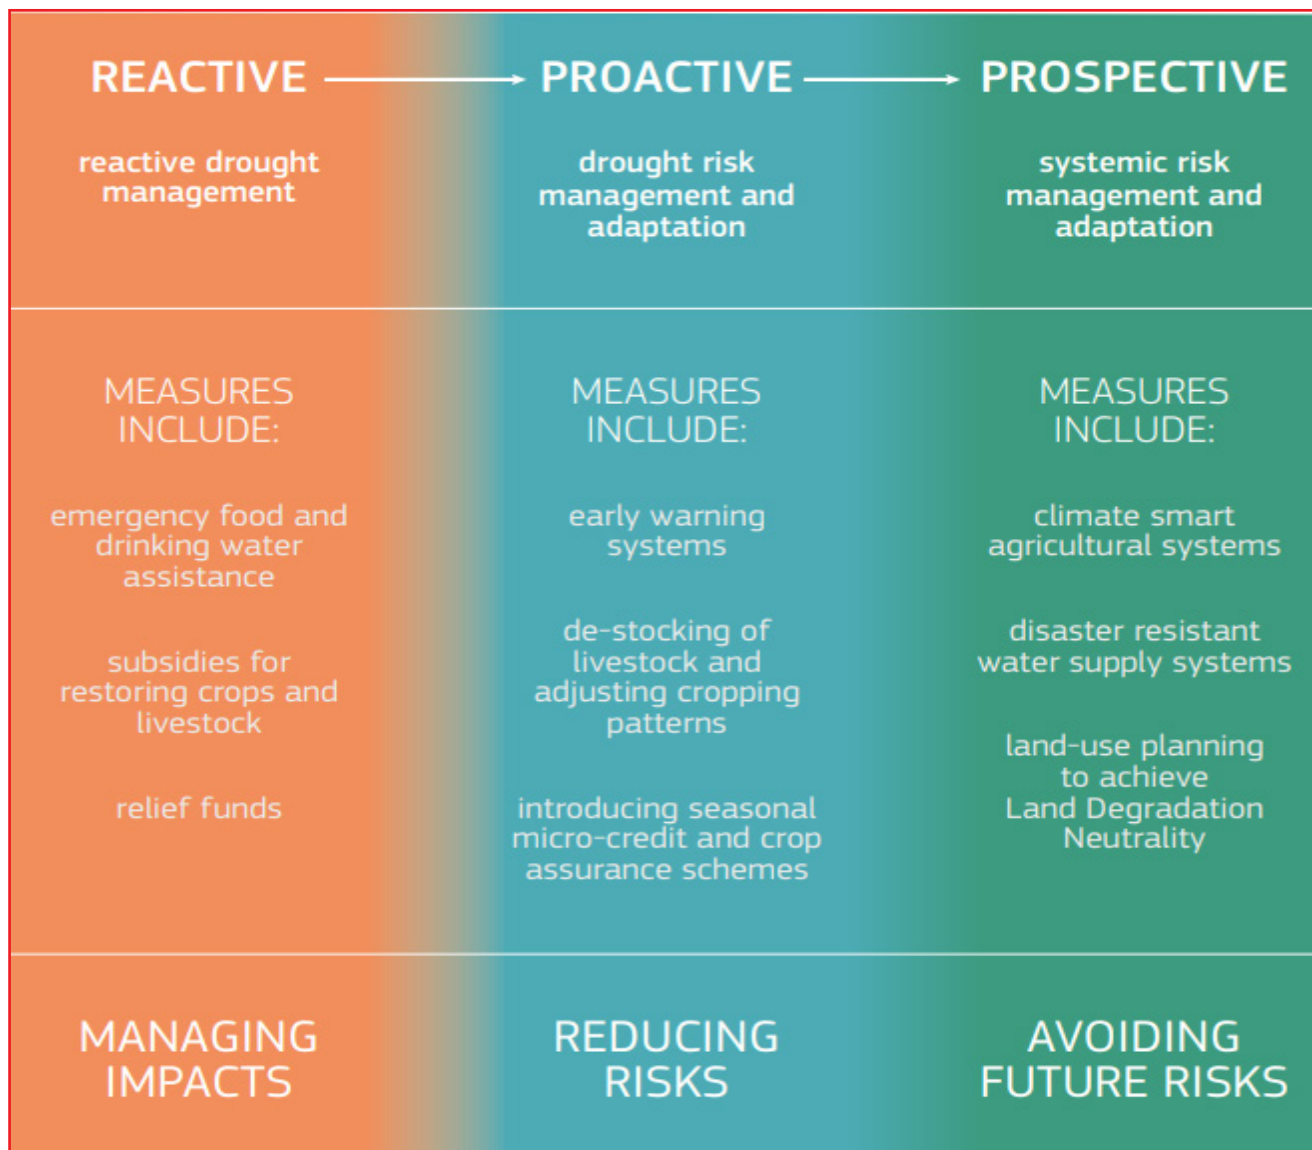 REACTIVE
reactive drought
management
MEASURES
INCLUDE:
emergency food and
drinking water
assistance
subsidies for
restoring crops and
livestock
relief funds
MANAGING
IMPACTS
PROACTIVE
drought risk
management and
adaptation
MEASURES
INCLUDE:
early warning
systems
de-stocking of
livestock and
adjusting cropping
patterns
introducing seasonal
micro-credit and crop
assurance schemes
REDUCING
RISKS
PROSPECTIVE
systemic risk
management and
adaptation
MEASURES
INCLUDE:
climate smart
agricultural systems
disaster resistant
water supply systems
land-use planning
to achieve
Land Degradation
Neutrality
AVOIDING
FUTURE RISKS